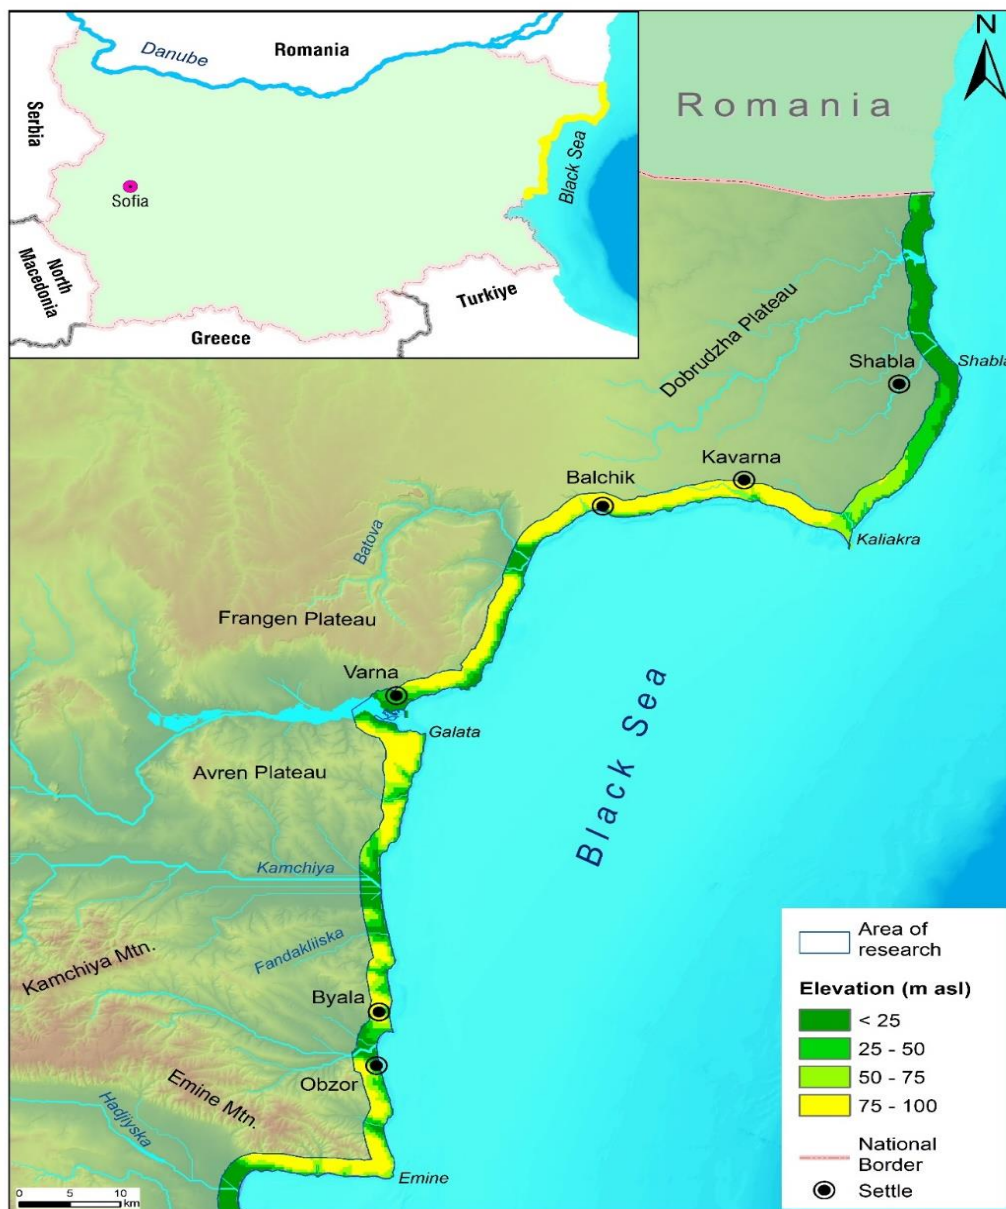 Romania
Danube
Serbia
Black Sea
Sofia
North
Macedonia
Turkiye
Greece
N
Romania
Dobrudzha Plateau
Shabla
Shabla
Kavarna
Balchik
Kaliakra
Batova
Frangen Plateau
Varna
Galata
Black Sea
Avren Plateau
Kamchiya
Fandakliiska
Kamchiya Mtn.
Byala
Obzor
Emine Mtn.
Hadjiyska
Emine
0 5 10
km
Area of
research
Elevation (m asl)
< 25
25 - 50
50 - 75
75 - 100
National
Border
Settle